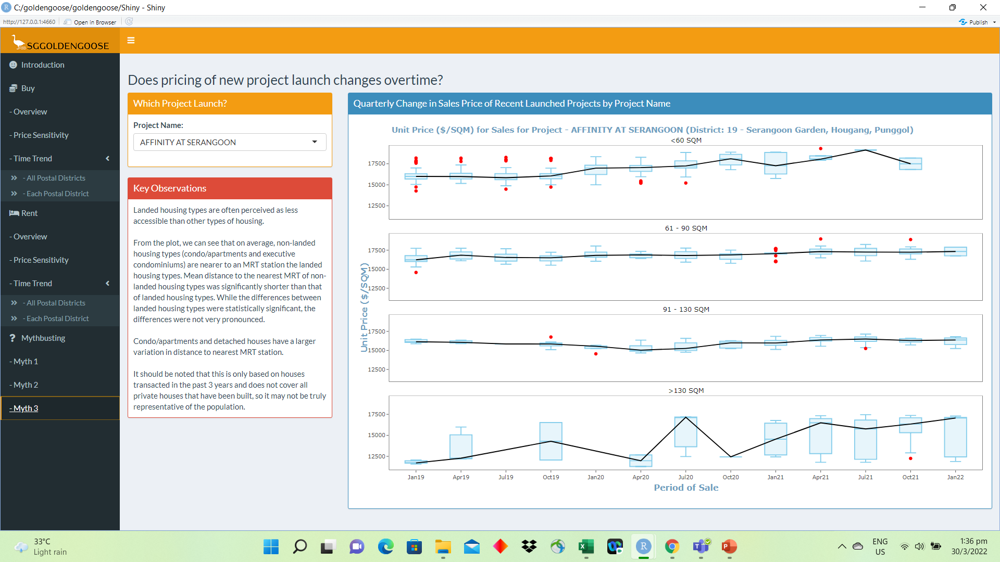 C:/goldengoose/goldengoose/Shiny - Shiny
http://127.0.0.1:4660
Open in Browser
Publish
SGGOLDENGOOSE
Introduction
Buy
- Overview
- Price Sensitivity
- Time Trend
- All Postal Districts
- Each Postal District
Rent
- Overview
- Price Sensitivity
- Time Trend
- All Postal Districts
- Each Postal District
Mythbusting
- Myth 1
- Myth 2
- Myth 3
Does pricing of new project launch changes overtime?
Which Project Launch?
Project Name:
AFFINITY AT SERANGOON
Key Observations
Landed housing types are often perceived as less
accessible than other types of housing.
From the plot, we can see that on average, non-landed
housing types (condo/apartments and executive
condominiums) are nearer to an MRT station the landed
housing types. Mean distance to the nearest MRT of non-
landed housing types was significantly shorter than that
of landed housing types. While the differences between
landed housing types were statistically significant, the
differences were not very pronounced.
Condo/apartments and detached houses have a larger
variation in distance to nearest MRT station.
It should be noted that this is only based on houses
transacted in the past 3 years and does not cover all
private houses that have been built, so it may not be truly
representative of the population.
Quarterly Change in Sales Price of Recent Launched Projects by Project Name
Unit Price ($/SQM) for Sales for Project - AFFINITY AT SERANGOON (District: 19 - Serangoon Garden, Hougang, Punggol)
<60 SQM
17500
15000
12500
61 - 90 SQM
17500
15000
12500
91 - 130 SQM
17500
15000
12500
>130 SQM
17500
15000
12500
Unit Price ($/SQM)
Jan19 Apr19 Jul19 Oct19 Jan20 Apr20 Jul20 Oct20 Jan21 Apr21 Jul21 Oct21 Jan22
Period of Sale
33°C
Light rain
ENG
US
1:36 pm
30/3/2022